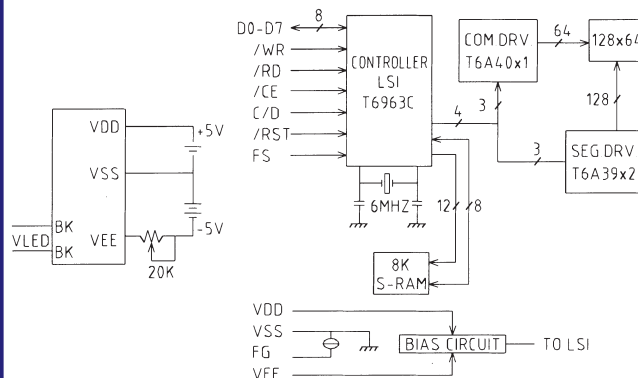 D0-D7
8
/WR
/RD
/CE
C/D
/RST
FS
CONTROLLER
LSI
T6963C
COM DRV
T6A40x1
64
128x64
4
3
128
3
SEG DRV
T6A39x2
6MHZ
12
8
8K
S-RAM
VDD
+5V
VSS
-5V
BK
VLED
BK
VEE
20K
VDD
VSS
FG
VEE
BIAS CIRCUIT
TO LSI